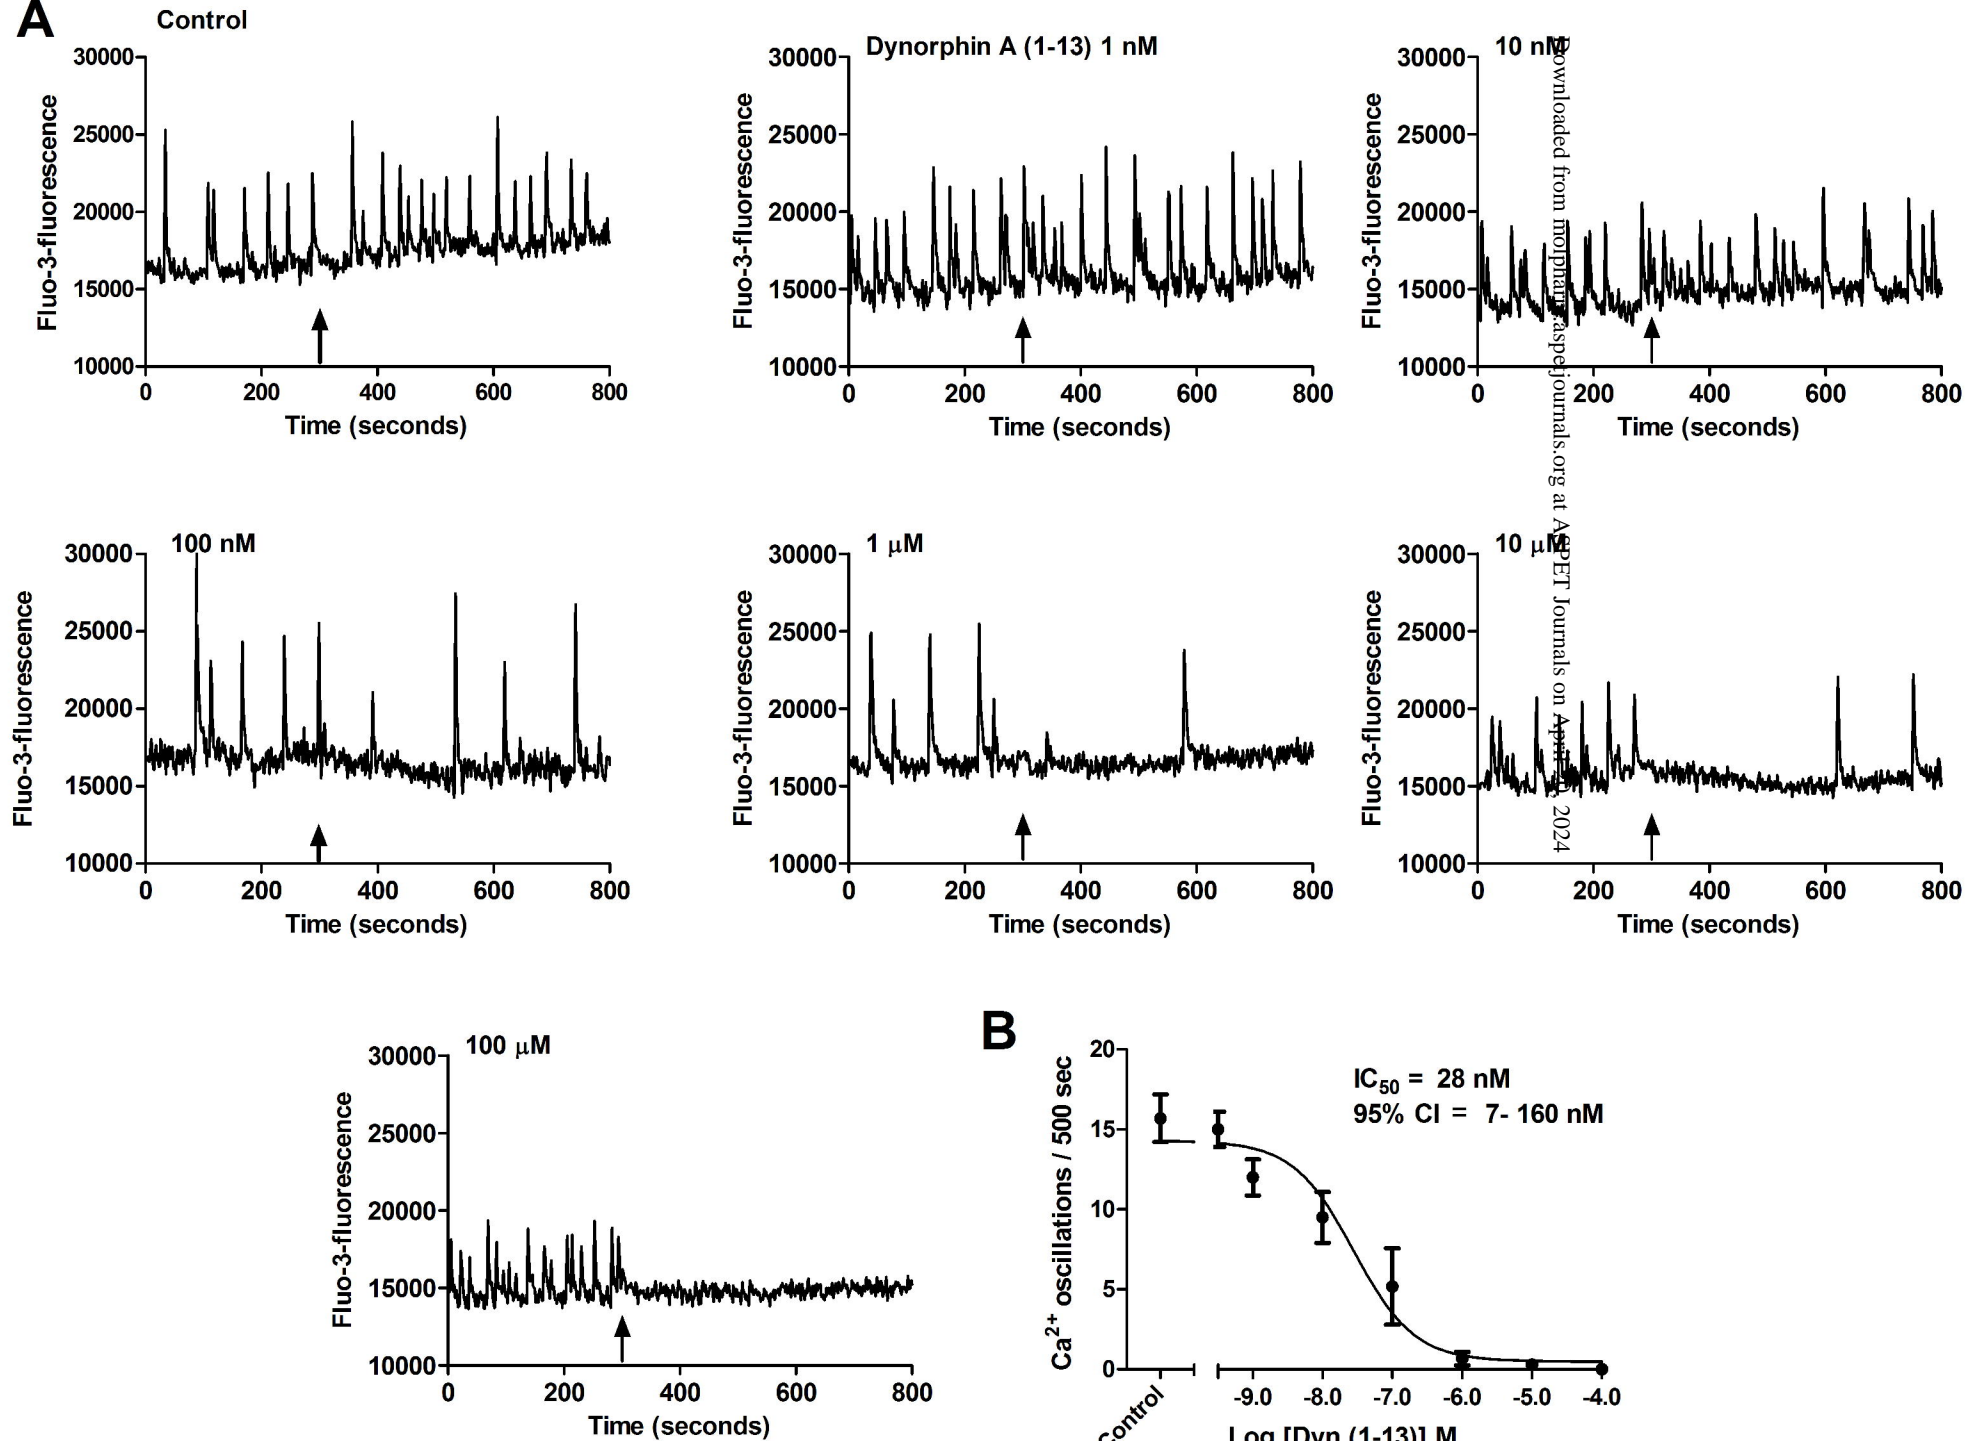 A
Control
30000
25000
20000
15000
10000
0 200 400 600 800
Fluo-3-fluorescence
Time (seconds)
Dynorphin A (1-13) 1 nM
30000
25000
20000
15000
10000
0 200 400 600 800
Fluo-3-fluorescence
Time (seconds)
10 nM
30000
25000
20000
15000
10000
0 200 400 600 800
Fluo-3-fluorescence
Time (seconds)
100 nM
30000
25000
20000
15000
10000
0 200 400 600 800
Fluo-3-fluorescence
Time (seconds)
1 μM
30000
25000
20000
15000
10000
0 200 400 600 800
Fluo-3-fluorescence
Time (seconds)
10 μM
30000
25000
20000
15000
10000
0 200 400 600 800
Fluo-3-fluorescence
Time (seconds)
Downloaded from molpharm.aspetjournals.org at ASPET Journals on April 20, 2024
100 μM
30000
25000
20000
15000
10000
0 200 400 600 800
Fluo-3-fluorescence
Time (seconds)
B
20
15
10
5
0
Ca2+ oscillations / 500 sec
IC50 = 28 nM
95% CI = 7- 160 nM
Control -9.0 -8.0 -7.0 -6.0 -5.0 -4.0
Log [Dyn (1-13)] M